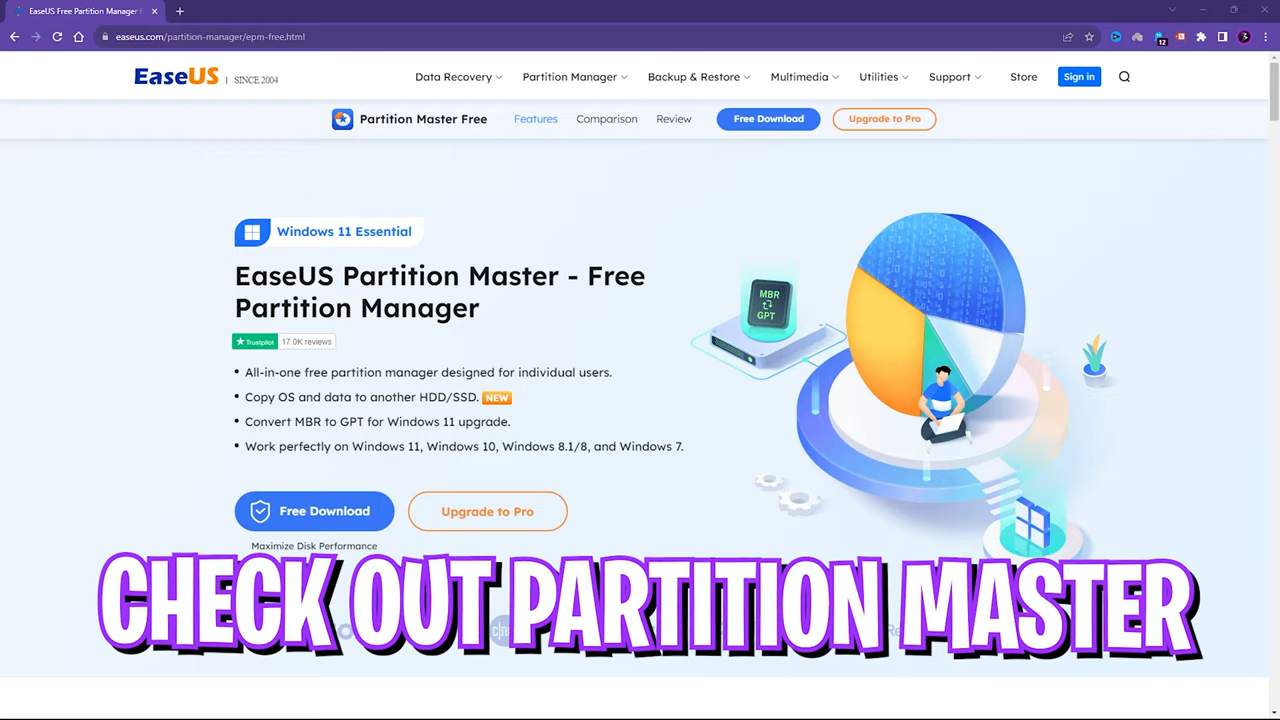 EaseUS Free Partition Manager
easeus.com/partition-manager/epm-free.html
12
EaseUS | SINCE 2004
Data Recovery
Partition Manager
Backup & Restore
Multimedia
Utilities
Support
Store
Sign in
Partition Master Free
Features
Comparison
Review
Free Download
Upgrade to Pro
Windows 11 Essential
EaseUS Partition Master - Free
Partition Manager
Trustpilot 17.0K reviews
• All-in-one free partition manager designed for individual users.
• Copy OS and data to another HDD/SSD. NEW
• Convert MBR to GPT for Windows 11 upgrade.
• Work perfectly on Windows 11, Windows 10, Windows 8.1/8, and Windows 7.
MBR
GPT
Free Download
Upgrade to Pro
Maximize Disk Performance
CHECK OUT PARTITION MASTER